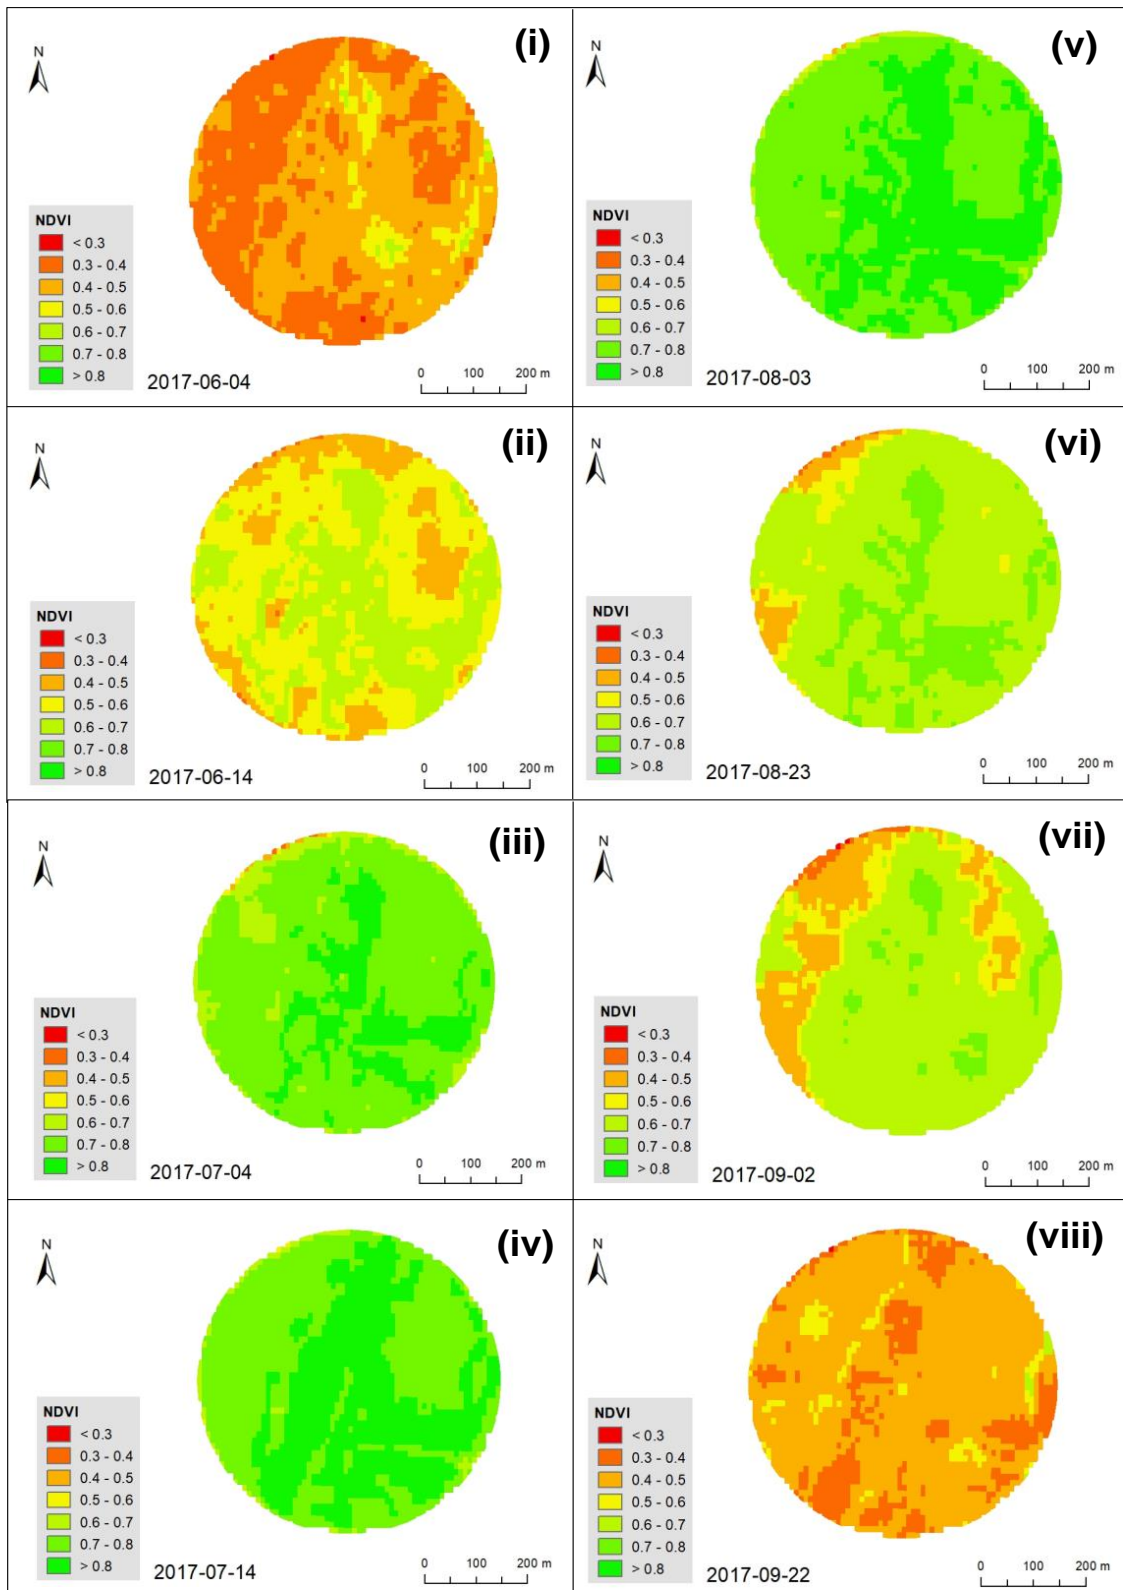 (i)
N
NDVI
< 0.3
0.3 - 0.4
0.4 - 0.5
0.5 - 0.6
0.6 - 0.7
0.7 - 0.8
> 0.8
2017-06-04
0 100 200 m
(v)
N
NDVI
< 0.3
0.3 - 0.4
0.4 - 0.5
0.5 - 0.6
0.6 - 0.7
0.7 - 0.8
> 0.8
2017-08-03
0 100 200 m
(ii)
N
NDVI
< 0.3
0.3 - 0.4
0.4 - 0.5
0.5 - 0.6
0.6 - 0.7
0.7 - 0.8
> 0.8
2017-06-14
0 100 200 m
(vi)
N
NDVI
< 0.3
0.3 - 0.4
0.4 - 0.5
0.5 - 0.6
0.6 - 0.7
0.7 - 0.8
> 0.8
2017-08-23
0 100 200 m
(iii)
N
NDVI
< 0.3
0.3 - 0.4
0.4 - 0.5
0.5 - 0.6
0.6 - 0.7
0.7 - 0.8
> 0.8
2017-07-04
0 100 200 m
(vii)
N
NDVI
< 0.3
0.3 - 0.4
0.4 - 0.5
0.5 - 0.6
0.6 - 0.7
0.7 - 0.8
> 0.8
2017-09-02
0 100 200 m
(iv)
N
NDVI
< 0.3
0.3 - 0.4
0.4 - 0.5
0.5 - 0.6
0.6 - 0.7
0.7 - 0.8
> 0.8
2017-07-14
0 100 200 m
(viii)
N
NDVI
< 0.3
0.3 - 0.4
0.4 - 0.5
0.5 - 0.6
0.6 - 0.7
0.7 - 0.8
> 0.8
2017-09-22
0 100 200 m